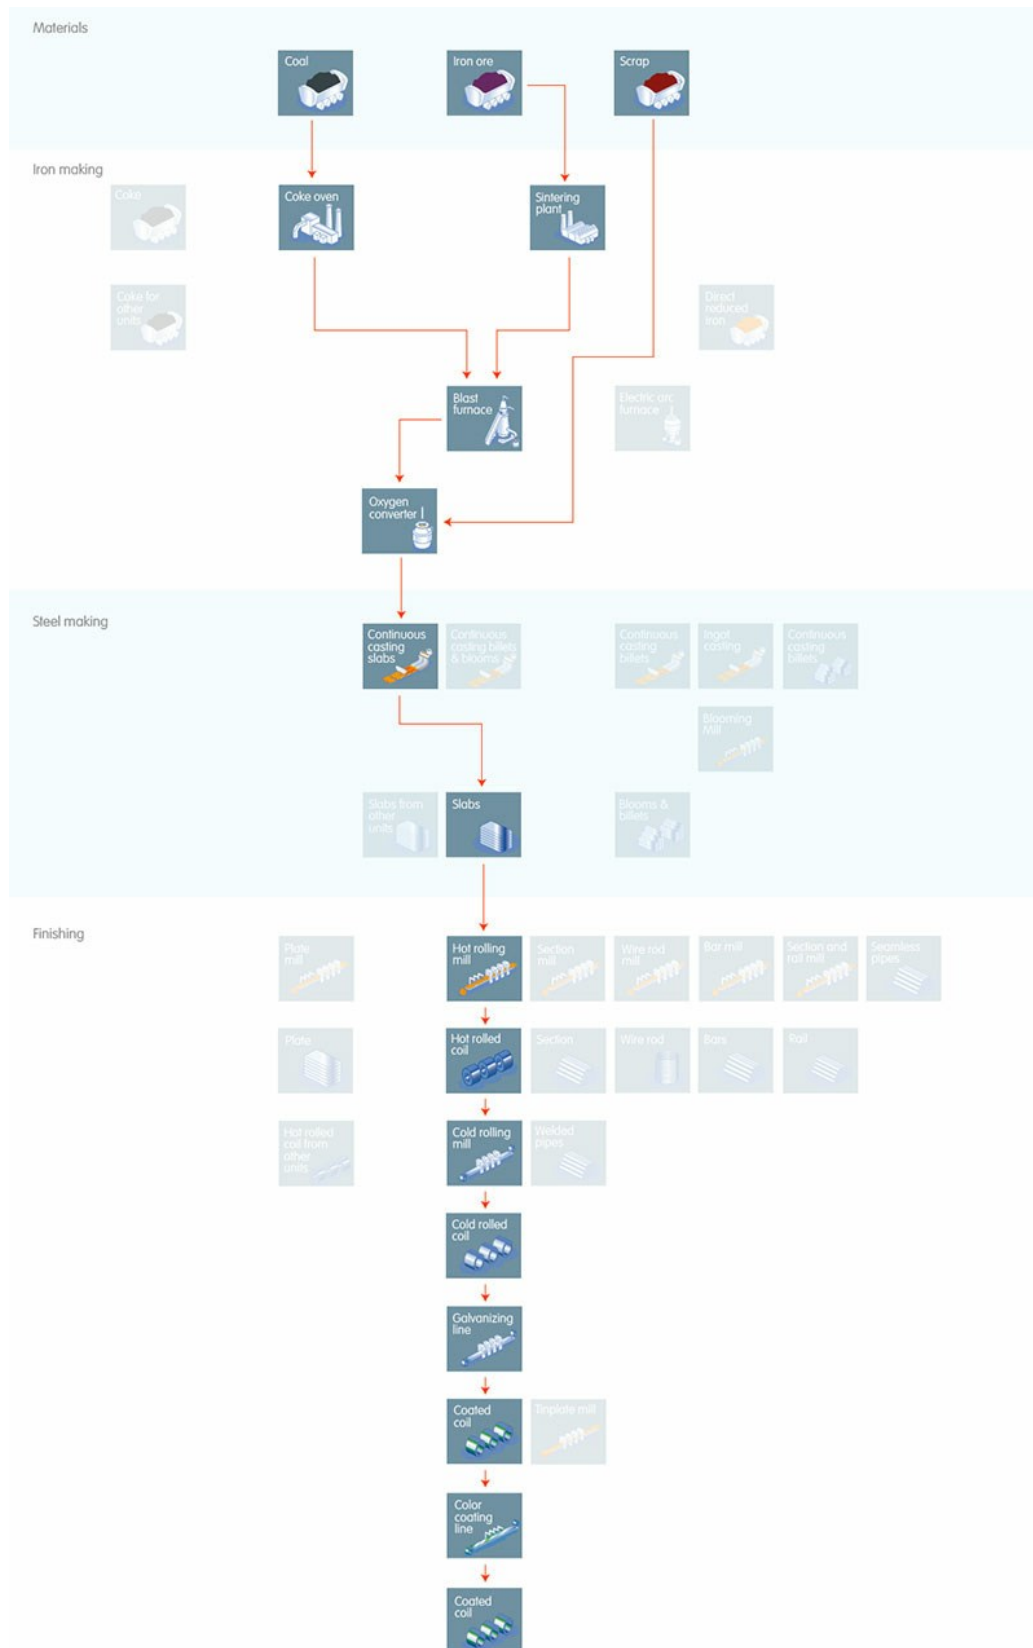 Materials
Coal
Iron ore
Scrap
Iron making
Coke
Coke oven
Sintering
plant
Coke for
other
units
Direct
reduced
iron
Blast
furnace
Electric arc
furnace
Oxygen
converter
Steel making
Continuous
casting
slabs
Continuous
casting billets
& blooms
Continuous
casting
billets
Ingot
casting
Continuous
casting
billets
Blooming
Mill
Slabs from
other
units
Slabs
Blooms &
billets
Finishing
Plate
mill
Hot rolling
mill
Section
mill
Wire rod
mill
Bar mill
Section and
rail mill
Seamless
pipes
Plate
Hot rolled
coil
Section
Wire rod
Bars
Rail
Hot rolled
coil from
other
units
Cold rolling
mill
Welded
pipes
Cold rolled
coil
Galvanizing
line
Coated
coil
Tinplate mill
Color
coating
line
Coated
coil